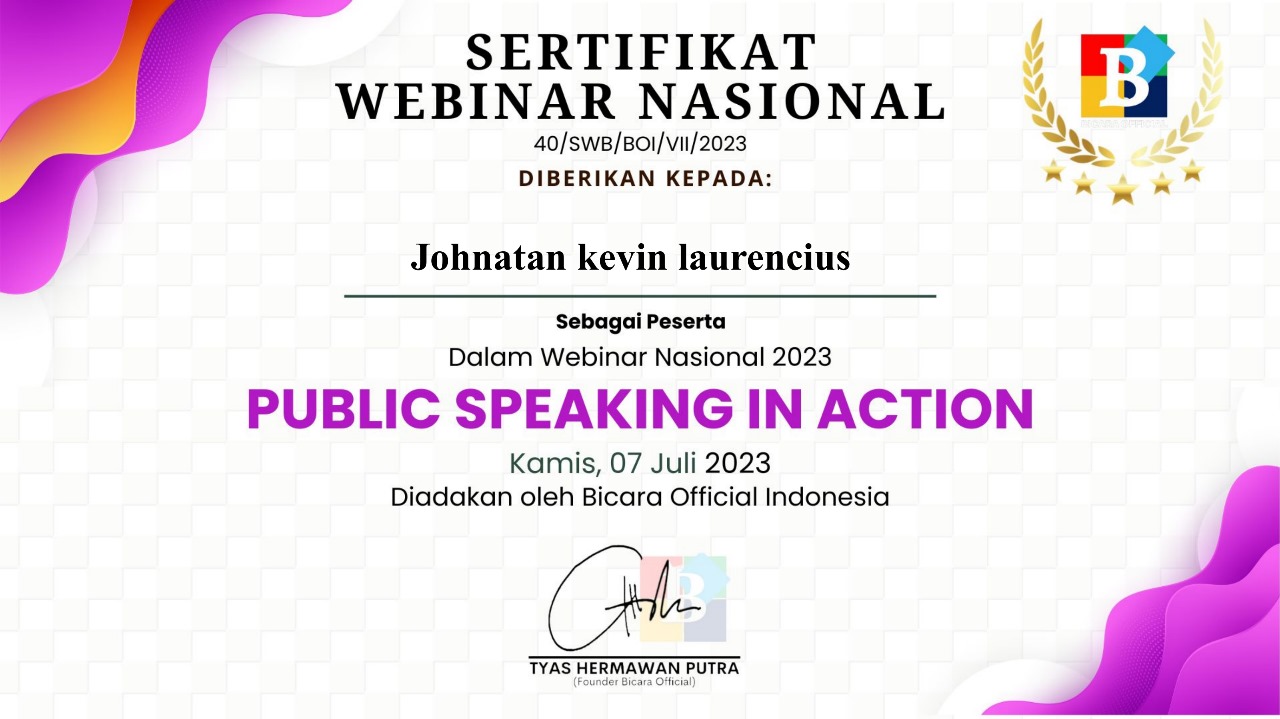 SERTIFIKAT
WEBINAR NASIONAL
40/SWB/BOI/VII/2023
DIBERIKAN KEPADA:
B
BICARA OFFICIAL
Johnatan kevin laurencius
Sebagai Peserta
Dalam Webinar Nasional 2023
PUBLIC SPEAKING IN ACTION
Kamis, 07 Juli 2023
Diadakan oleh Bicara Official Indonesia
B
TYAS HERMAWAN PUTRA
(Founder Bicara Official)